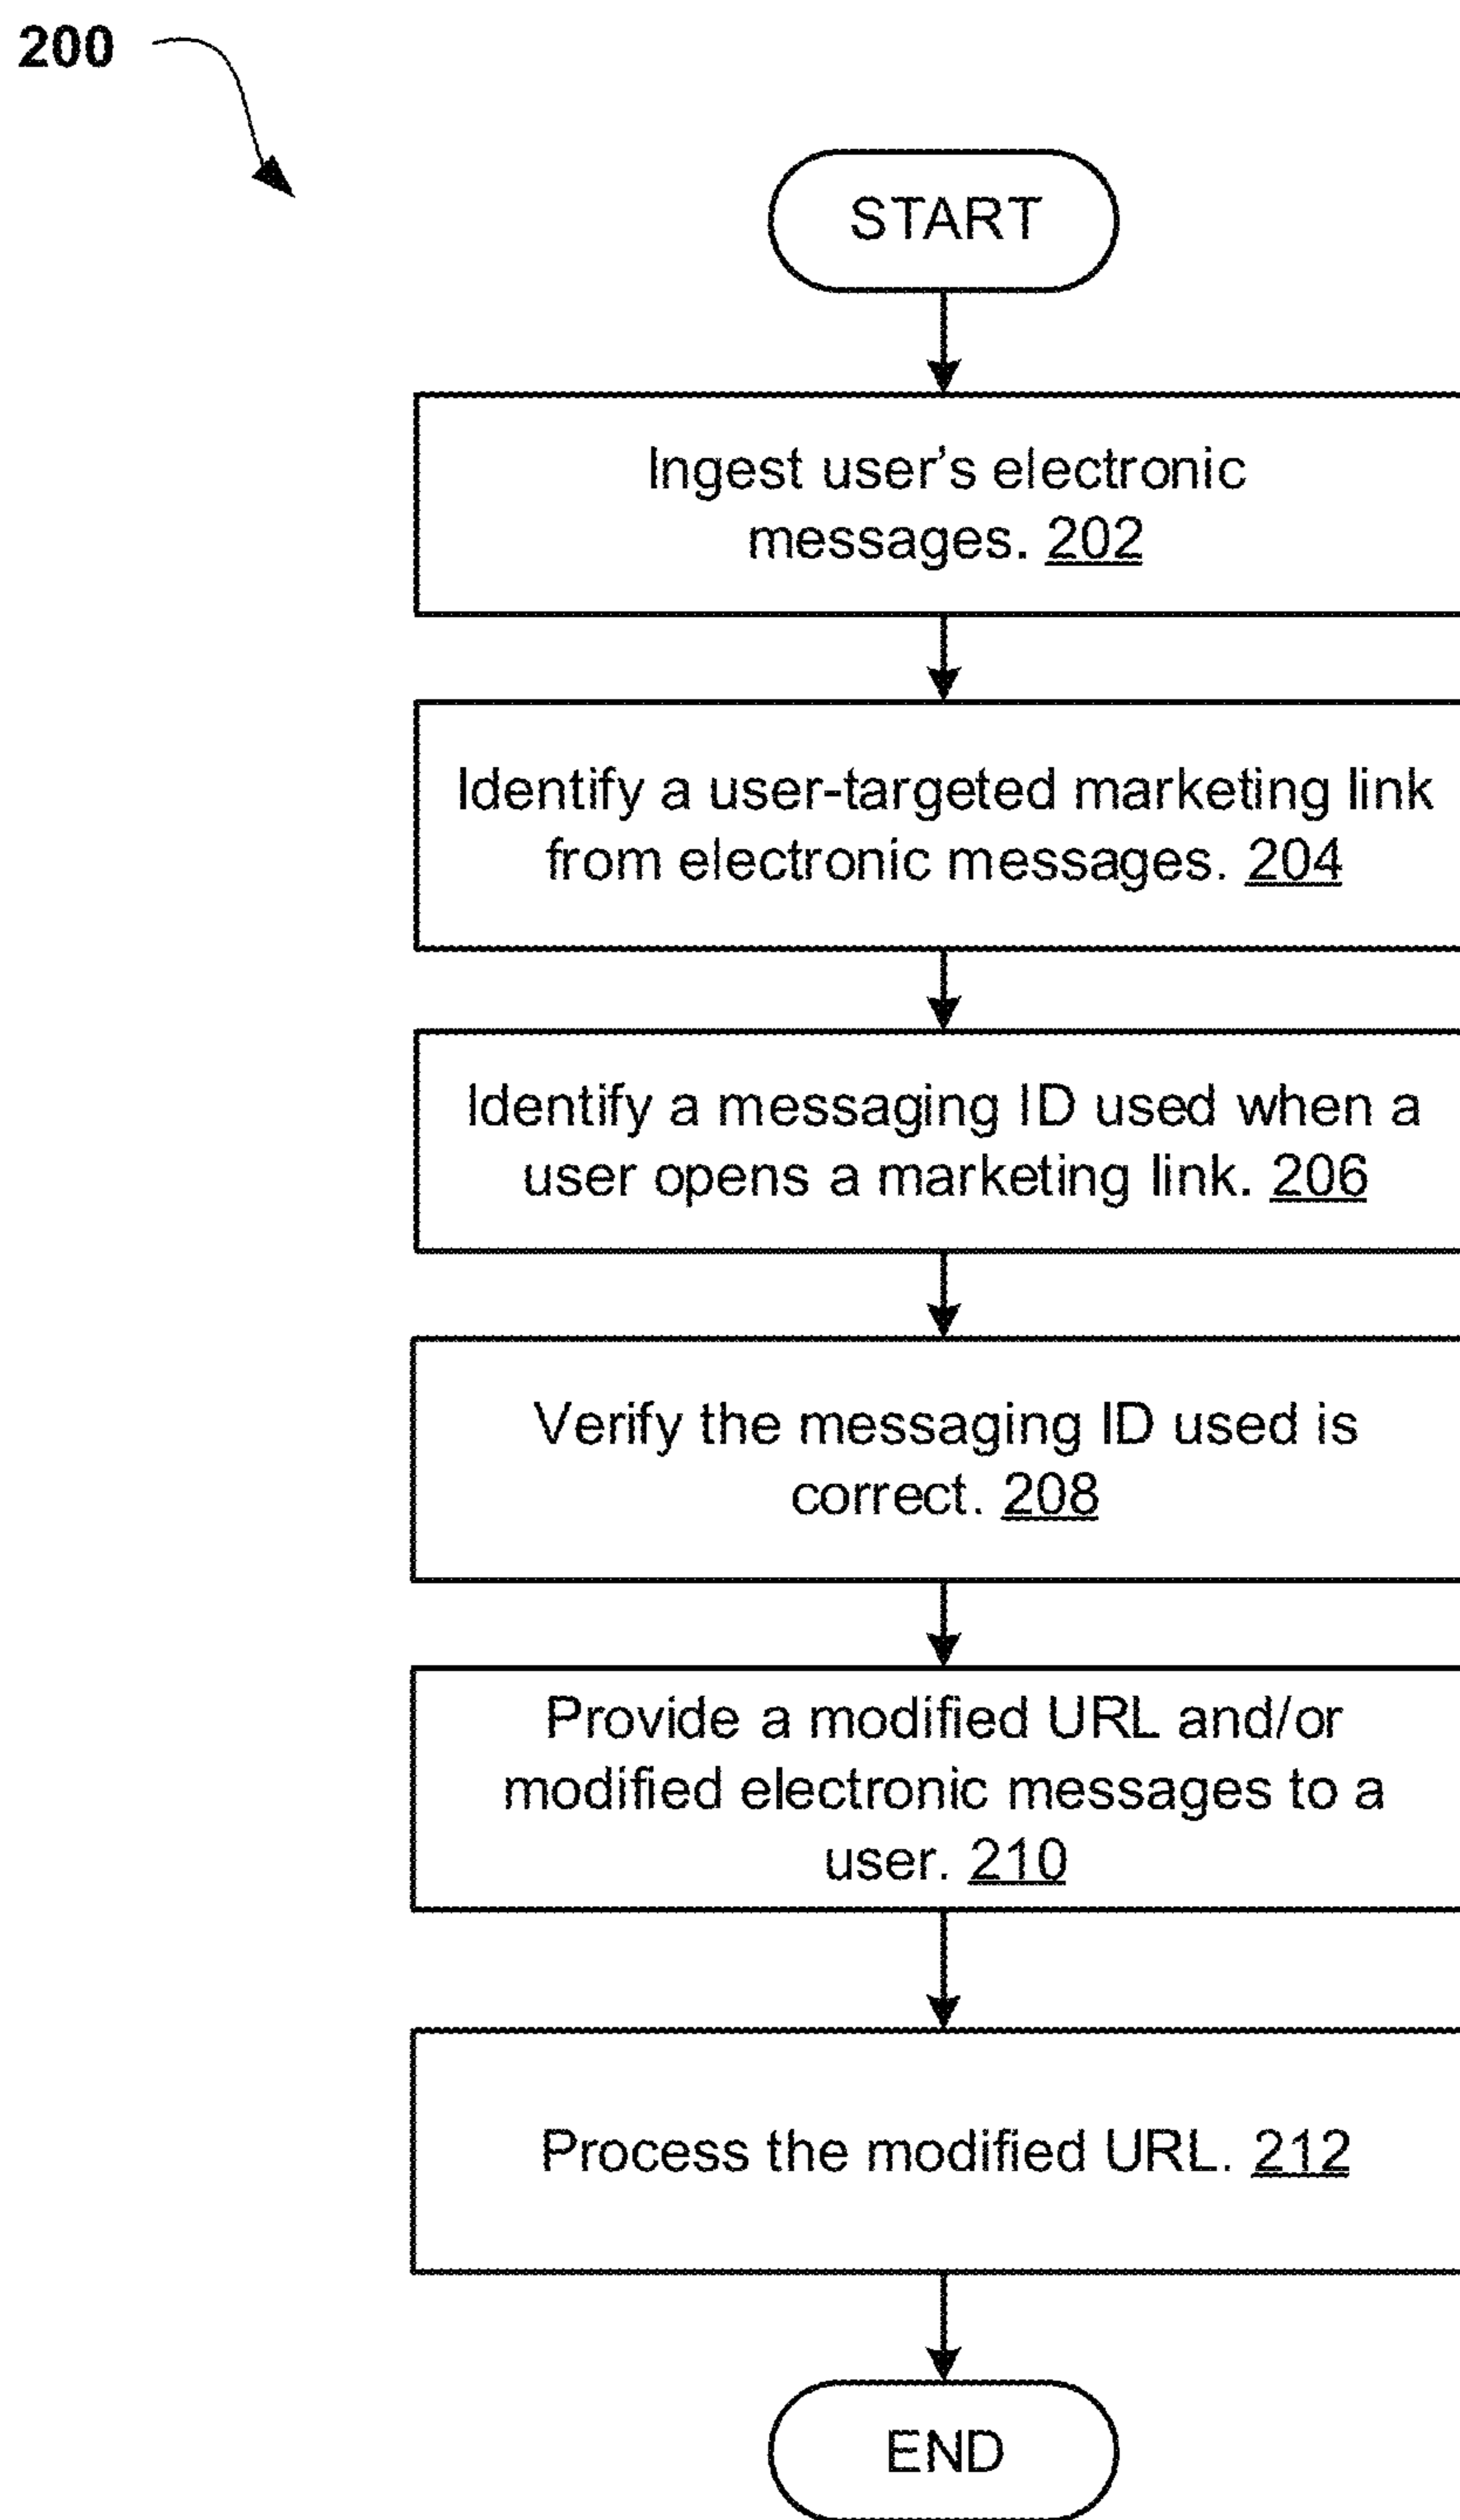 200
START
Ingest user's electronic
messages. 202
Identify a user-targeted marketing link
from electronic messages. 204
Identify a messaging ID used when a
user opens a marketing link. 206
Verify the messaging ID used is
correct. 208
Provide a modified URL and/or
modified electronic messages to a
user. 210
Process the modified URL. 212
END